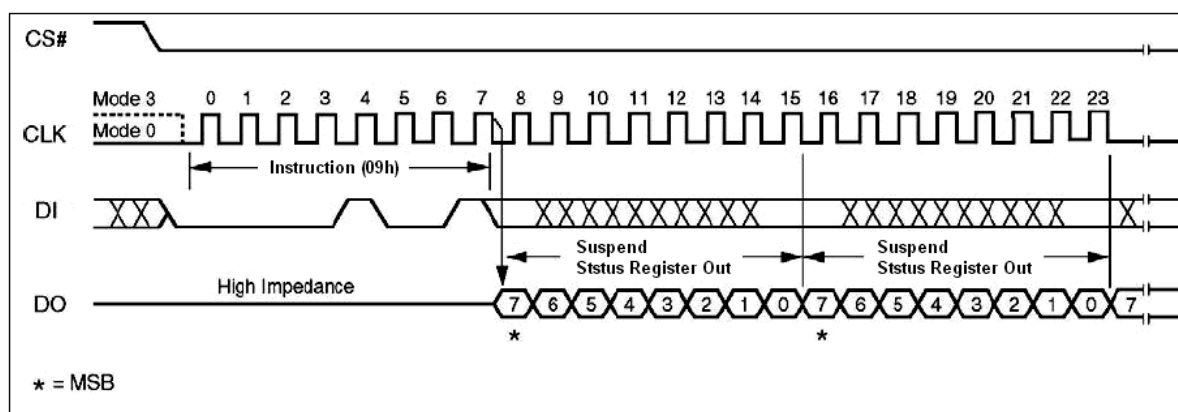 CS#
Mode 3 0 1 2 3 4 5 6 7 8 9 10 11 12 13 14 15 16 17 18 19 20 21 22 23
CLK Mode 0
Instruction (09h)
DI
Suspend Suspend
Ststus Register Out Ststus Register Out
High Impedance
DO 7 6 5 4 3 2 1 0 7 6 5 4 3 2 1 0 7
* *
* = MSB